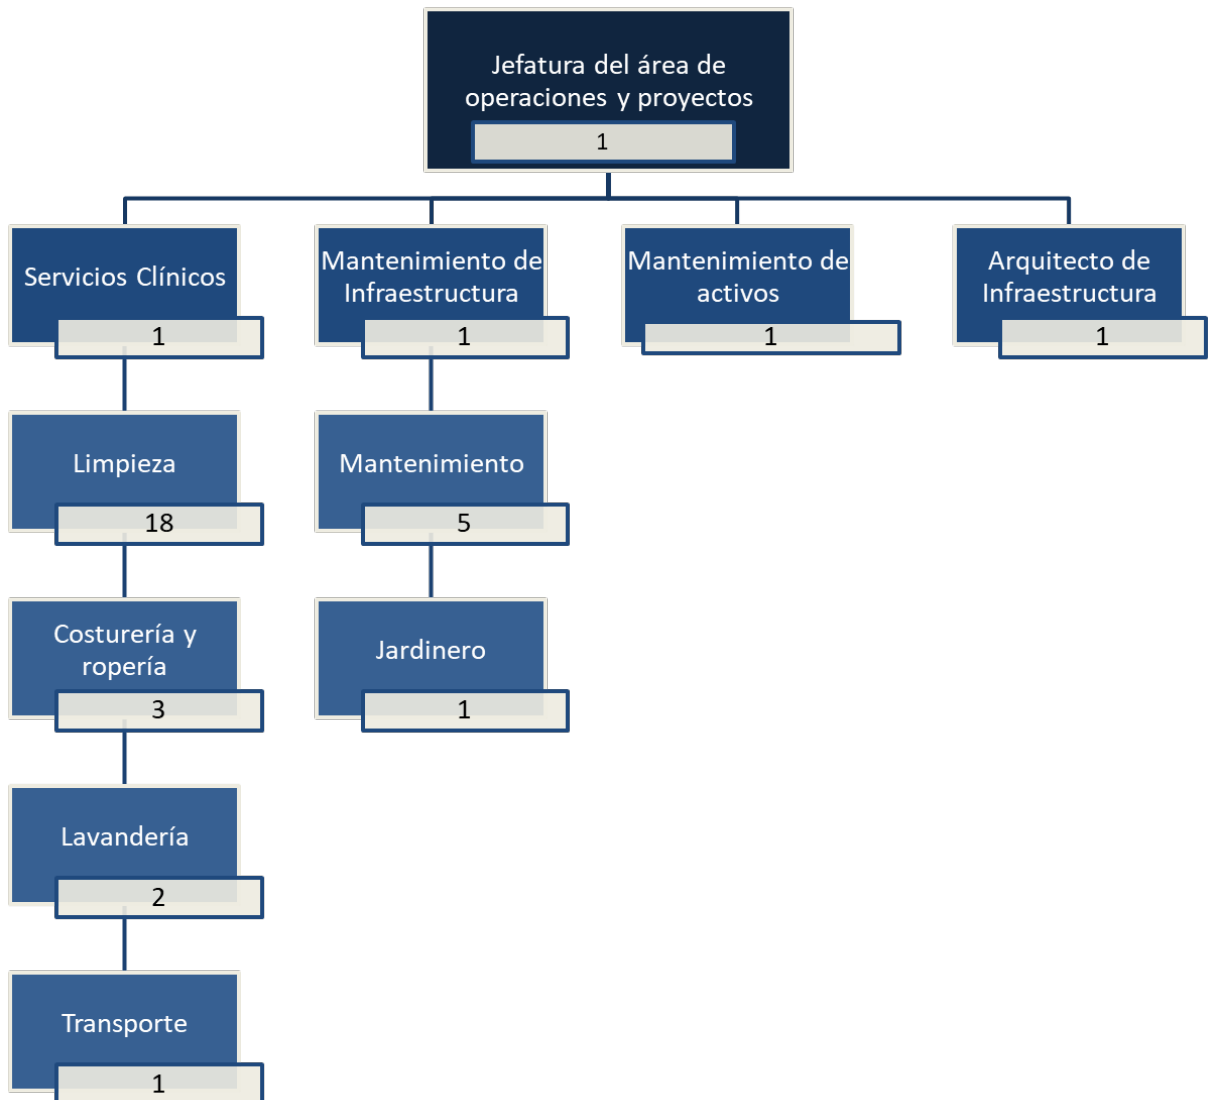 Jefatura del área de
operaciones y proyectos
1
Servicios Clínicos
1
Mantenimiento de
Infraestructura
1
Mantenimiento de
activos
1
Arquitecto de
Infraestructura
1
Limpieza
18
Mantenimiento
5
Costurería y
ropería
3
Jardinero
1
Lavandería
2
Transporte
1